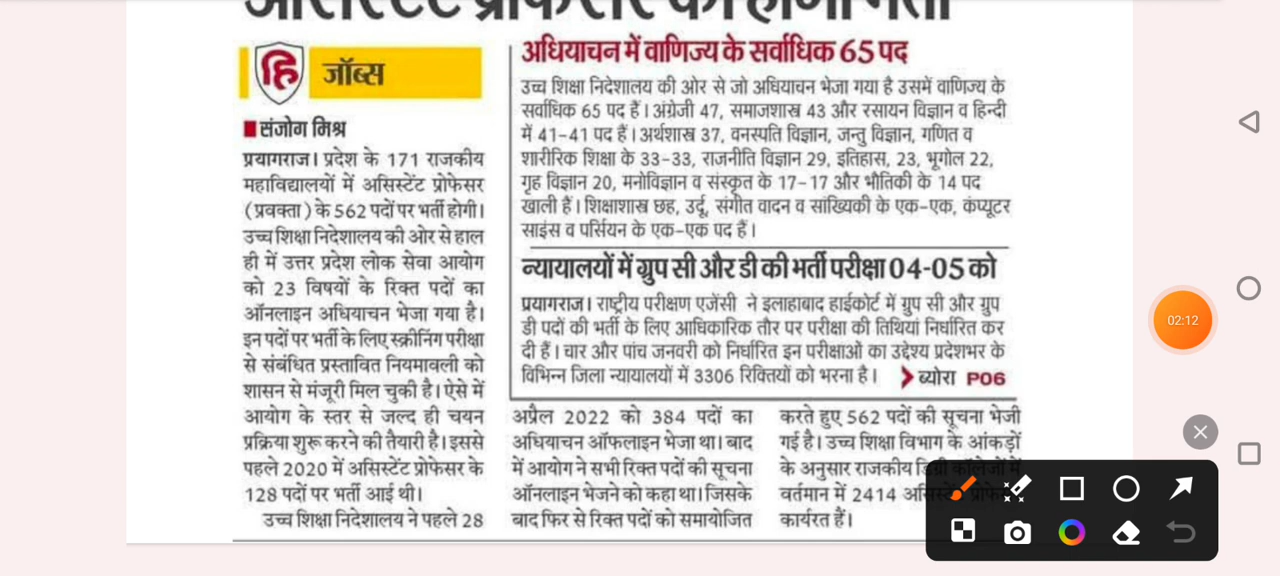 असिस्टेंट प्रोफेसर की होगी भर्ती
हि जॉब्स
संजोग मिश्र
प्रयागराज। प्रदेश के 171 राजकीय
महाविद्यालयों में असिस्टेंट प्रोफेसर
(प्रवक्ता) के 562 पदों पर भर्ती होगी।
उच्च शिक्षा निदेशालय की ओर से हाल
ही में उत्तर प्रदेश लोक सेवा आयोग
को 23 विषयों के रिक्त पदों का
ऑनलाइन अधियाचन भेजा गया है।
इन पदों पर भर्ती के लिए स्क्रीनिंग परीक्षा
से संबंधित प्रस्तावित नियमावली को
शासन से मंजूरी मिल चुकी है। ऐसे में
आयोग के स्तर से जल्द ही चयन
प्रक्रिया शुरू करने की तैयारी है। इससे
पहले 2020 में असिस्टेंट प्रोफेसर के
128 पदों पर भर्ती आई थी।
उच्च शिक्षा निदेशालय ने पहले 28
अधियाचन में वाणिज्य के सर्वाधिक 65 पद
उच्च शिक्षा निदेशालय की ओर से जो अधियाचन भेजा गया है उसमें वाणिज्य के
सर्वाधिक 65 पद हैं। अंग्रेजी 47, समाजशास्त्र 43 और रसायन विज्ञान व हिन्दी
में 41-41 पद हैं। अर्थशास्त्र 37, वनस्पति विज्ञान, जन्तु विज्ञान, गणित व
शारीरिक शिक्षा के 33-33, राजनीति विज्ञान 29, इतिहास, 23, भूगोल 22,
गृह विज्ञान 20, मनोविज्ञान व संस्कृत के 17-17 और भौतिकी के 14 पद
खाली हैं। शिक्षाशास्त्र छह, उर्दू, संगीत वादन व सांख्यिकी के एक-एक, कंप्यूटर
साइंस व पर्सियन के एक-एक पद हैं।
न्यायालयों में ग्रुप सी और डी की भर्ती परीक्षा 04-05 को
प्रयागराज। राष्ट्रीय परीक्षण एजेंसी ने इलाहाबाद हाईकोर्ट में ग्रुप सी और ग्रुप
डी पदों की भर्ती के लिए आधिकारिक तौर पर परीक्षा की तिथियां निर्धारित कर
दी हैं। चार और पांच जनवरी को निर्धारित इन परीक्षाओं का उद्देश्य प्रदेशभर के
विभिन्न जिला न्यायालयों में 3306 रिक्तियों को भरना है। ब्योरा P06
अप्रैल 2022 को 384 पदों का
अधियाचन ऑफलाइन भेजा था। बाद
में आयोग ने सभी रिक्त पदों की सूचना
ऑनलाइन भेजने को कहा था। जिसके
बाद फिर से रिक्त पदों को समायोजित
करते हुए 562 पदों की सूचना भेजी
गई है। उच्च शिक्षा विभाग के आंकड़ों
के अनुसार राजकीय डिग्री कॉलेजों में
वर्तमान में 2414 असिस्टेंट प्रोफेसर
कार्यरत हैं।
02:12